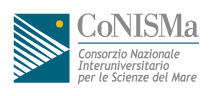 CoNISMa
Consorzio Nazionale
Interuniversitario
per le Scienze del Mare